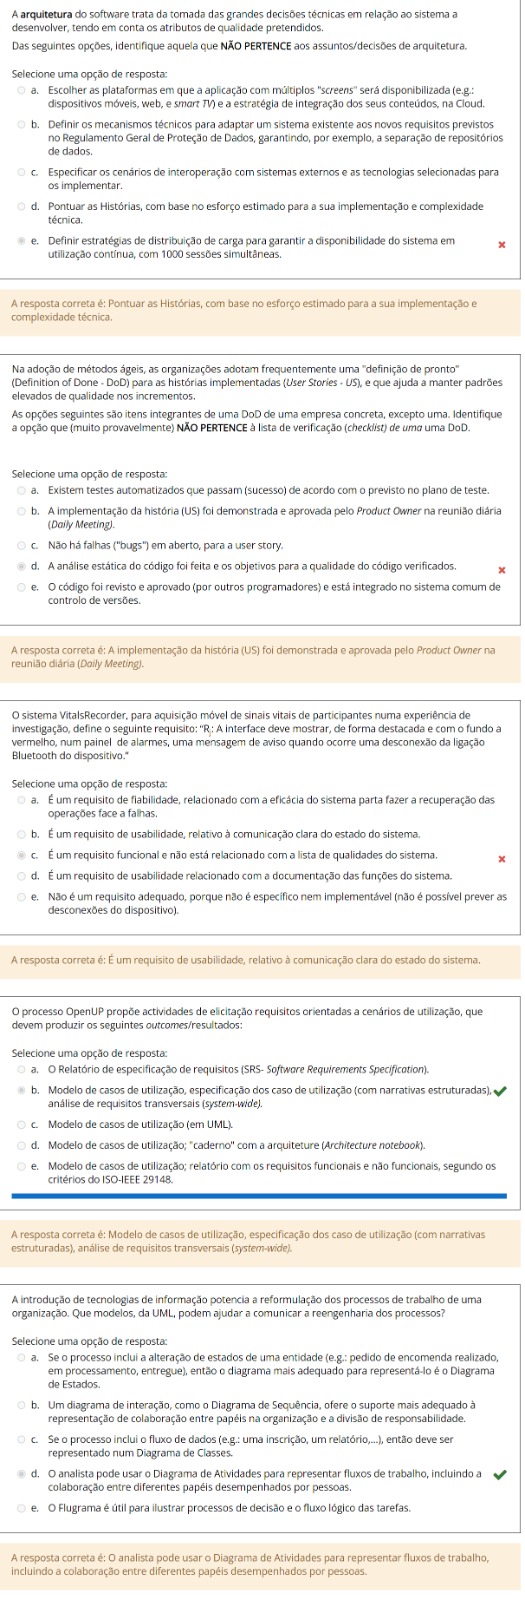 A arquitetura do software trata da tomada das grandes decisões técnicas em relação ao sistema a
desenvolver, tendo em conta os atributos de qualidade pretendidos.
Das seguintes opções, identifique aquela que NÃO PERTENCE aos assuntos/decisões de arquitetura.
Selecione uma opção de resposta:
a. Escolher as plataformas em que a aplicação com múltiplos "screens" será disponibilizada (e.g.:
dispositivos móveis, web, e smart TV) e a estratégia de integração dos seus conteúdos, na Cloud.
b. Definir os mecanismos técnicos para adaptar um sistema existente aos novos requisitos previstos
no Regulamento Geral de Proteção de Dados, garantindo, por exemplo, a separação de repositórios
de dados.
c. Especificar os cenários de interoperação com sistemas externos e as tecnologias selecionadas para
os implementar.
d. Pontuar as Histórias, com base no esforço estimado para a sua implementação e complexidade
técnica.
e. Definir estratégias de distribuição de carga para garantir a disponibilidade do sistema em
utilização contínua, com 1000 sessões simultâneas.
A resposta correta é: Pontuar as Histórias, com base no esforço estimado para a sua implementação e
complexidade técnica.
Na adoção de métodos ágeis, as organizações adotam frequentemente uma "definição de pronto"
(Definition of Done - DoD) para as histórias implementadas (User Stories - US), e que ajuda a manter padrões
elevados de qualidade nos incrementos.
As opções seguintes são itens integrantes de uma DoD de uma empresa concreta, excepto uma. Identifique
a opção que (muito provavelmente) NÃO PERTENCE à lista de verificação (checklist) de uma uma DoD.
Selecione uma opção de resposta:
a. Existem testes automatizados que passam (sucesso) de acordo com o previsto no plano de teste.
b. A implementação da história (US) foi demonstrada e aprovada pelo Product Owner na reunião diária
(Daily Meeting).
c. Não há falhas ("bugs") em aberto, para a user story.
d. A análise estática do código foi feita e os objetivos para a qualidade do código verificados.
e. O código foi revisto e aprovado (por outros programadores) e está integrado no sistema comum de
controlo de versões.
A resposta correta é: A implementação da história (US) foi demonstrada e aprovada pelo Product Owner na
reunião diária (Daily Meeting).
O sistema VitalsRecorder, para aquisição móvel de sinais vitais de participantes numa experiência de
investigação, define o seguinte requisito: "Rj: A interface deve mostrar, de forma destacada e com o fundo a
vermelho, num painel de alarmes, uma mensagem de aviso quando ocorre uma desconexão da ligação
Bluetooth do dispositivo."
Selecione uma opção de resposta:
a. É um requisito de fiabilidade, relacionado com a eficácia do sistema parta fazer a recuperação das
operações face a falhas.
b. É um requisito de usabilidade, relativo à comunicação clara do estado do sistema.
c. É um requisito funcional e não está relacionado com a lista de qualidades do sistema.
d. É um requisito de usabilidade relacionado com a documentação das funções do sistema.
e. Não é um requisito adequado, porque não é específico nem implementável (não é possível prever as
desconexões do dispositivo).
A resposta correta é: É um requisito de usabilidade, relativo à comunicação clara do estado do sistema.
O processo OpenUP propõe actividades de elicitação requisitos orientadas a cenários de utilização, que
devem produzir os seguintes outcomes/resultados:
Selecione uma opção de resposta:
a. O Relatório de especificação de requisitos (SRS- Software Requirements Specification).
b. Modelo de casos de utilização, especificação dos caso de utilização (com narrativas estruturadas),
análise de requisitos transversais (system-wide).
c. Modelo de casos de utilização (em UML).
d. Modelo de casos de utilização; "caderno" com a arquiteture (Architecture notebook).
e. Modelo de casos de utilização; relatório com os requisitos funcionais e não funcionais, segundo os
critérios do ISO-IEEE 29148.
A resposta correta é: Modelo de casos de utilização, especificação dos caso de utilização (com narrativas
estruturadas), análise de requisitos transversais (system-wide).
A introdução de tecnologias de informação potencia a reformulação dos processos de trabalho de uma
organização. Que modelos, da UML, podem ajudar a comunicar a reengenharia dos processos?
Selecione uma opção de resposta:
a. Se o processo inclui a alteração de estados de uma entidade (e.g.: pedido de encomenda realizado,
em processamento, entregue), então o diagrama mais adequado para representá-lo é o Diagrama
de Estados.
b. Um diagrama de interação, como o Diagrama de Sequência, ofere o suporte mais adequado à
representação de colaboração entre papéis na organização e a divisão de responsabilidade.
c. Se o processo inclui o fluxo de dados (e.g.: uma inscrição, um relatório,...), então deve ser
representado num Diagrama de Classes.
d. O analista pode usar o Diagrama de Atividades para representar fluxos de trabalho, incluindo a
colaboração entre diferentes papéis desempenhados por pessoas.
e. O Flugrama é útil para ilustrar processos de decisão e o fluxo lógico das tarefas.
A resposta correta é: O analista pode usar o Diagrama de Atividades para representar fluxos de trabalho,
incluindo a colaboração entre diferentes papéis desempenhados por pessoas.